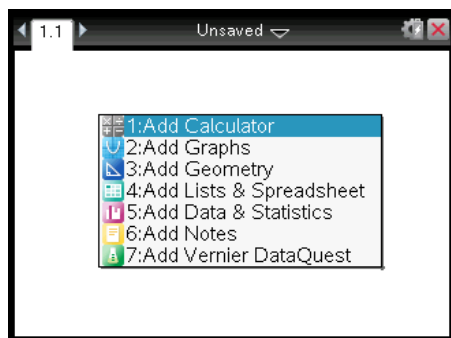 1.1 Unsaved
1:Add Calculator
2:Add Graphs
3:Add Geometry
4:Add Lists & Spreadsheet
5:Add Data & Statistics
6:Add Notes
7:Add Vernier DataQuest